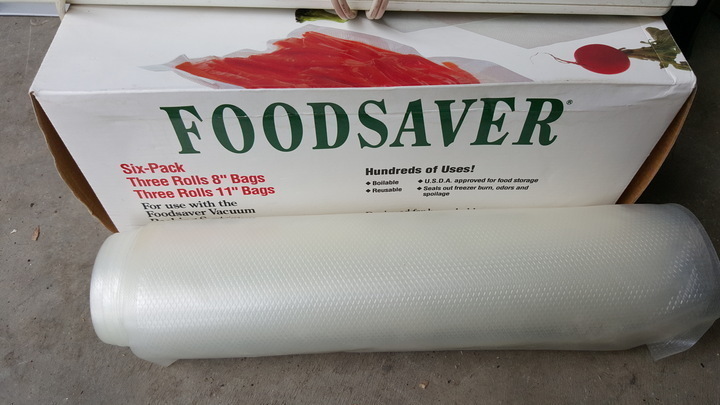 FOODSAVER®
Six-Pack
Three Rolls 8" Bags
Three Rolls 11" Bags
For use with the
Foodsaver Vacuum
Hundreds of Uses!
◆ Boilable
◆ Reusable
◆ U.S.D.A. approved for food storage
◆ Seals out freezer burn, odors and
spoilage